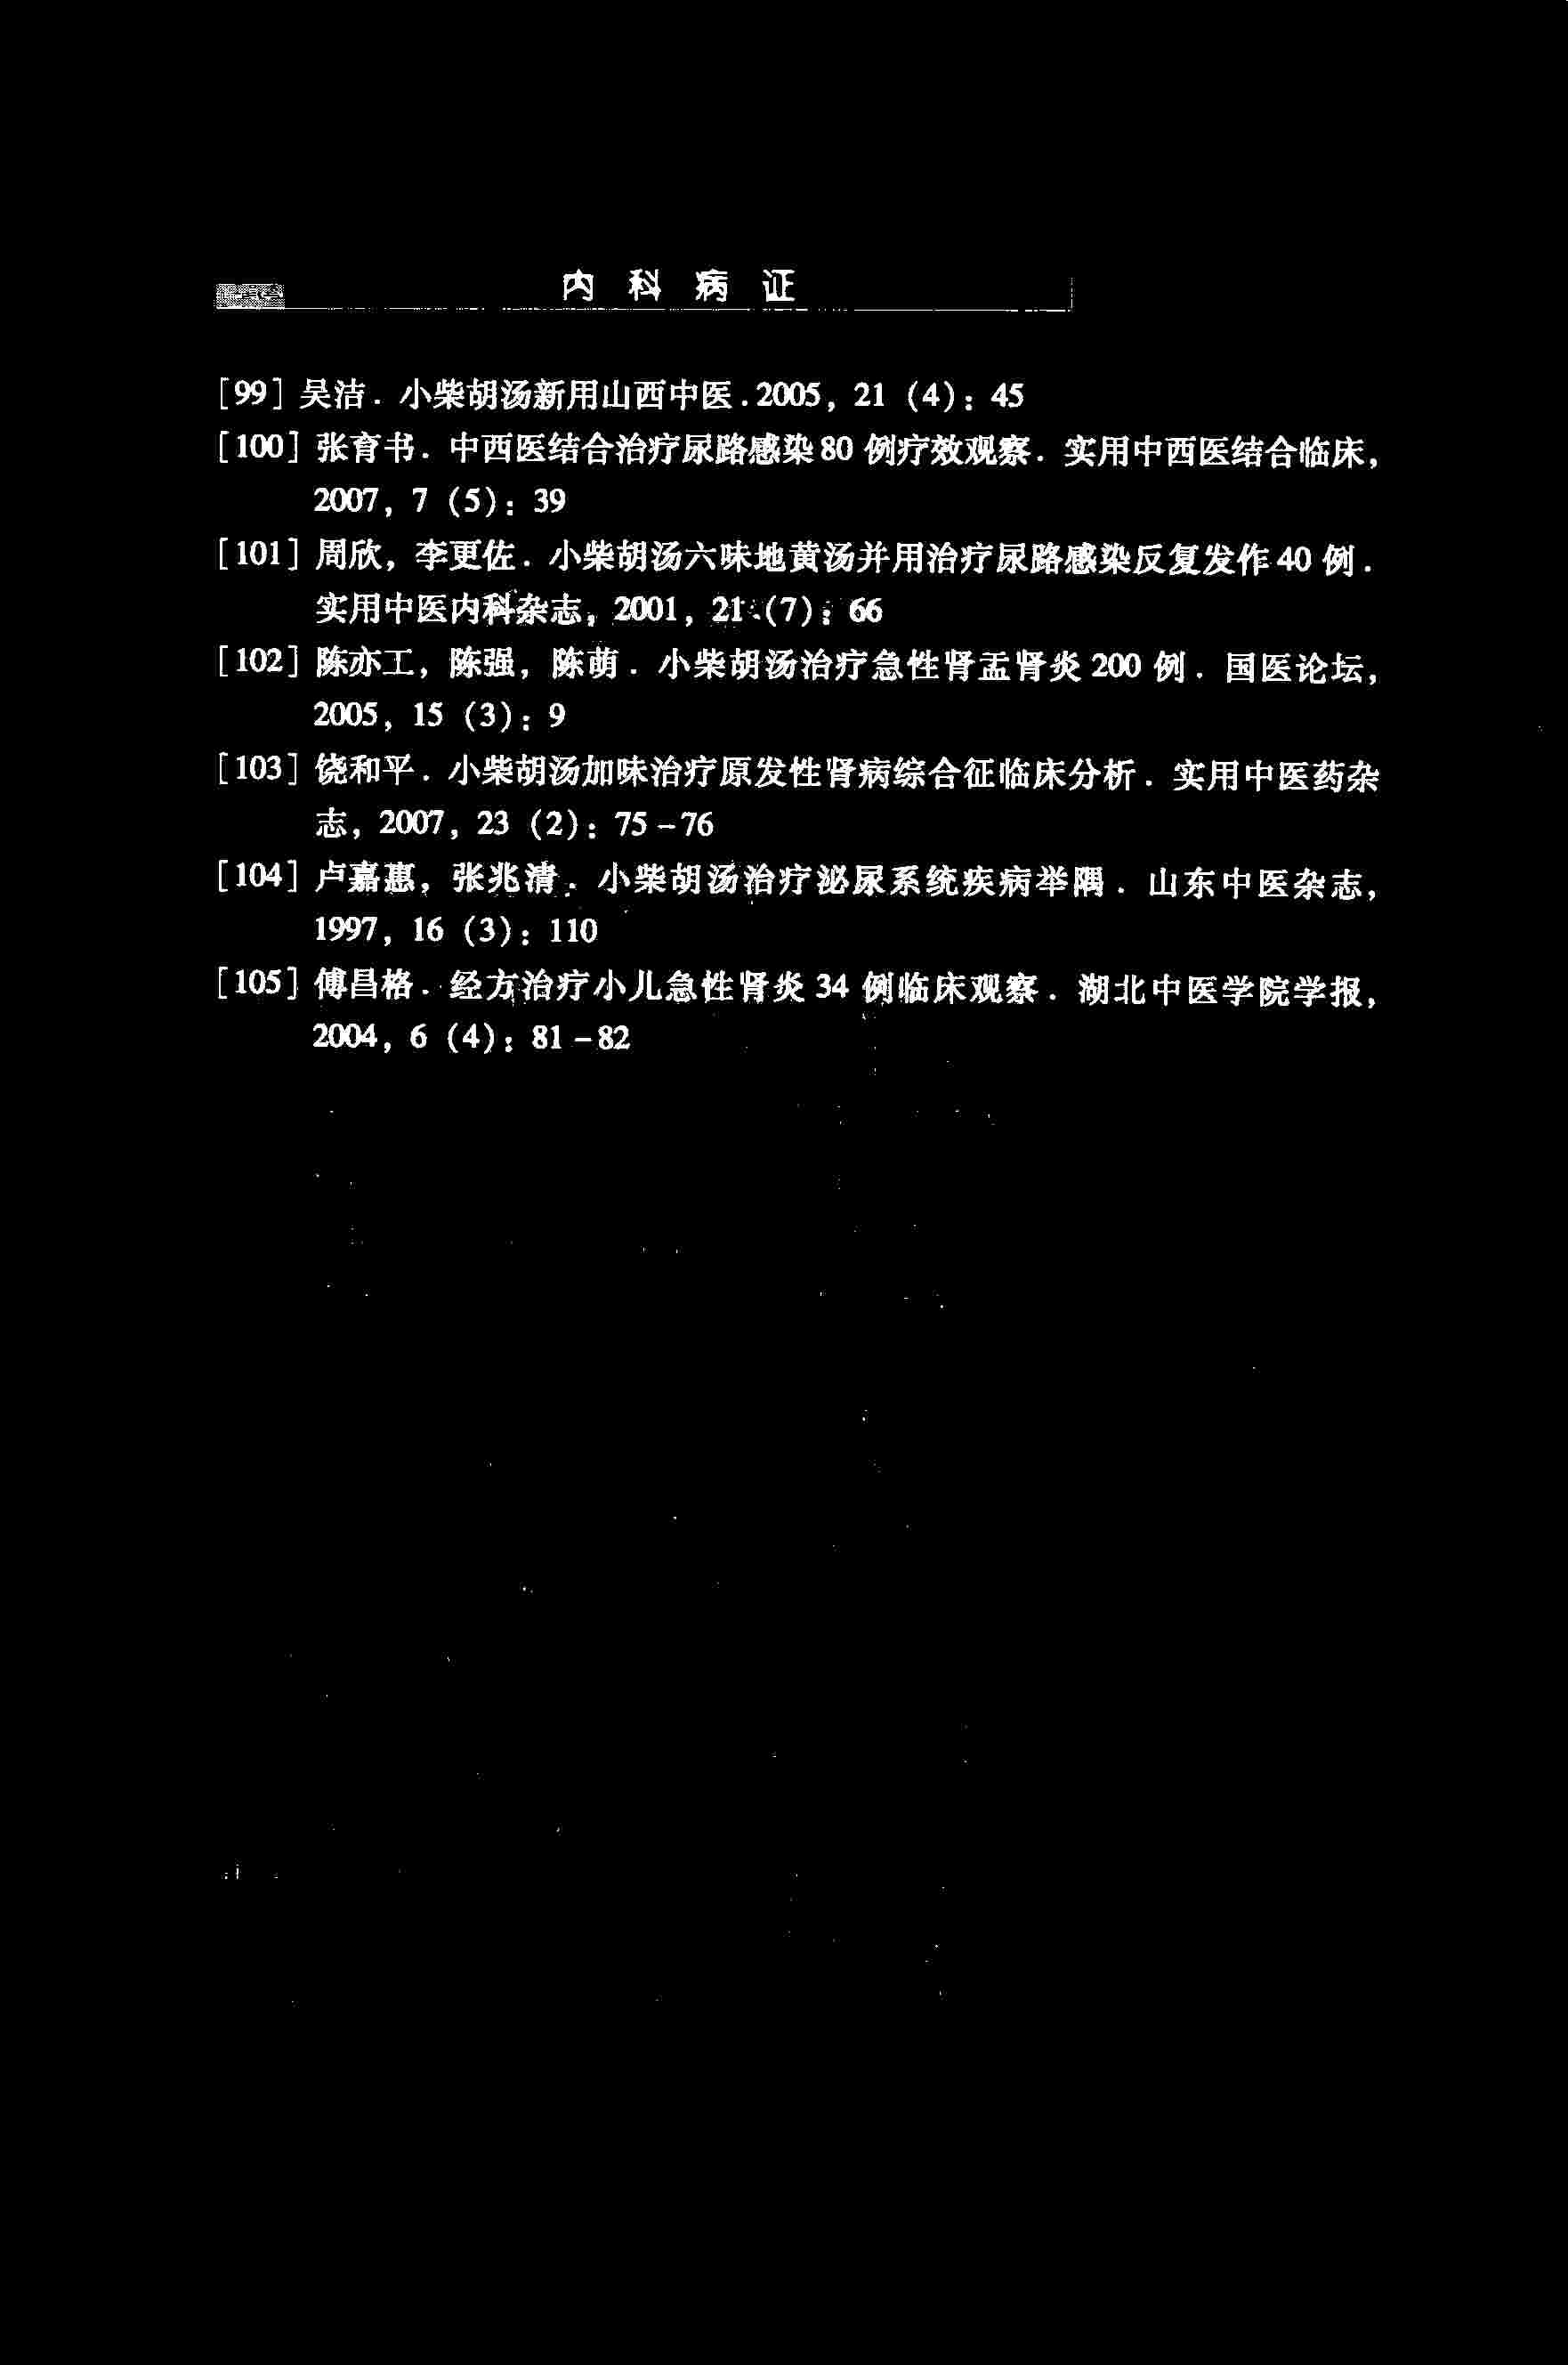 内科病证
[99] 吴洁. 小柴胡汤新用山西中医.2005, 21 (4): 45
[100] 张育书. 中西医结合治疗尿路感染80例疗效观察. 实用中西医结合临床,
2007, 7 (5): 39
[101] 周欣, 李更佐. 小柴胡汤六味地黄汤并用治疗尿路感染反复发作40例.
实用中医内科杂志, 2001, 21 (7): 66
[102] 陈亦工, 陈强, 陈萌. 小柴胡汤治疗急性肾盂肾炎200例. 国医论坛,
2005, 15 (3): 9
[103] 饶和平. 小柴胡汤加味治疗原发性肾病综合征临床分析. 实用中医药杂
志, 2007, 23 (2): 75-76
[104] 卢嘉惠, 张兆清. 小柴胡汤治疗泌尿系统疾病举隅. 山东中医杂志,
1997, 16 (3): 110
[105] 傅昌格. 经方治疗小儿急性肾炎34例临床观察. 湖北中医学院学报,
2004, 6 (4): 81-82